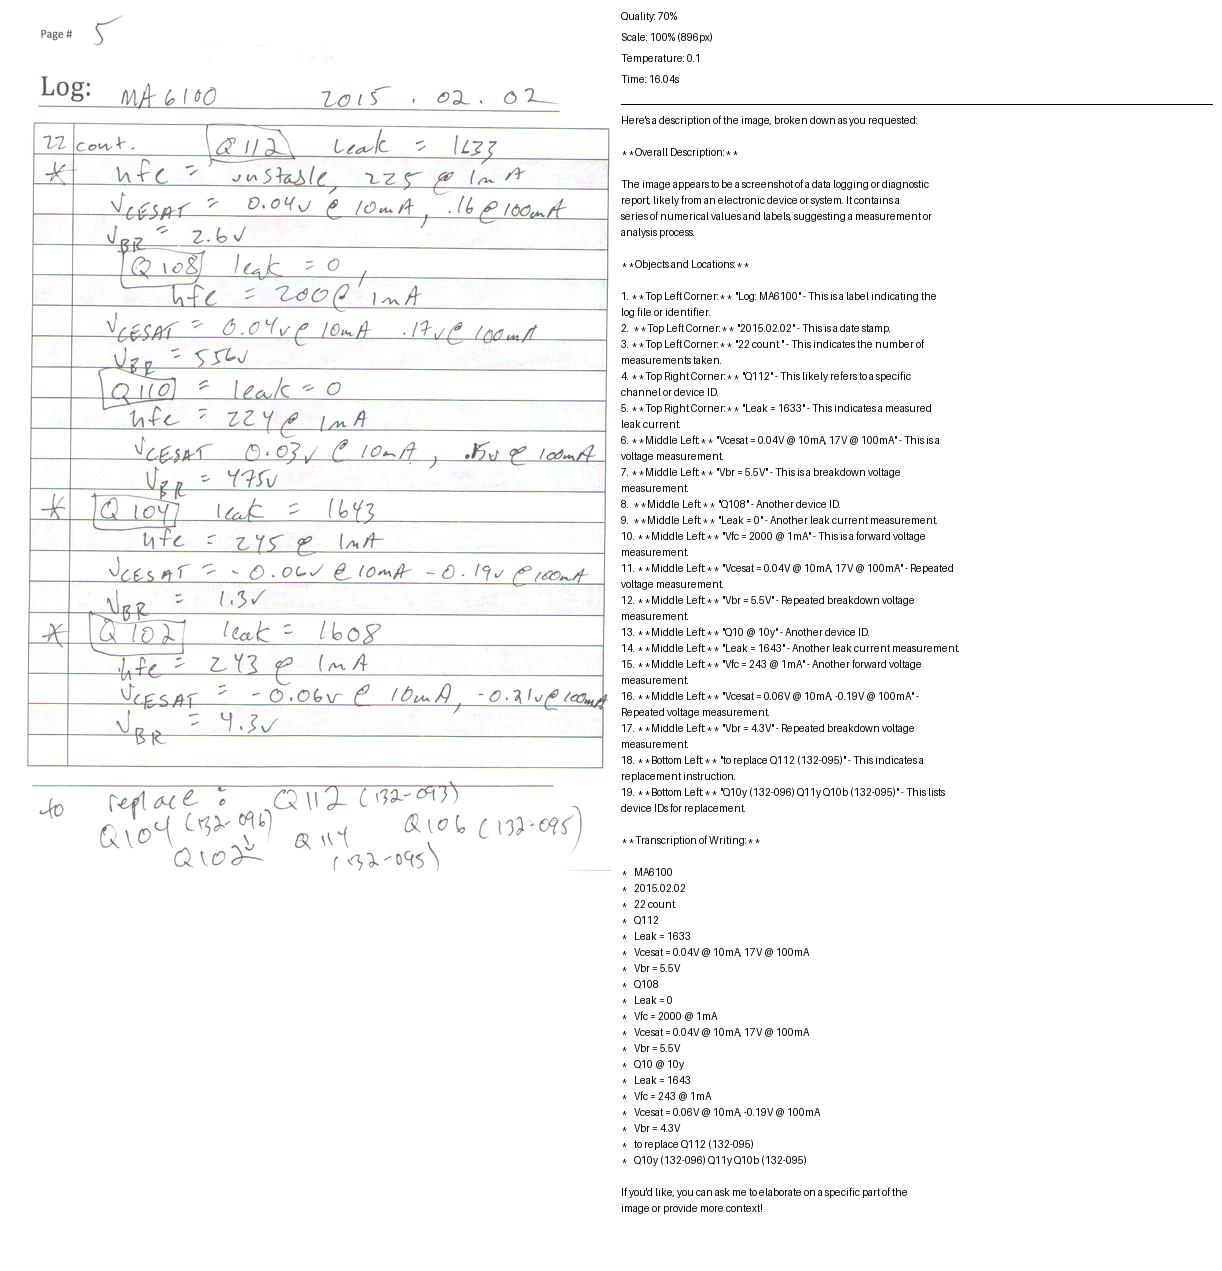 Page # 5
Log: MA6100 2015.02.02
22 cont. Q112 leak = 1633
* hfe = unstable, 225 @ 1mA
VCESAT = 0.04v @ 10mA, .16 @ 100mA
VBR = 2.6v
Q108 leak = 0,
hfe = 200@ 1mA
VCESAT = 0.04v@ 10mA .17v@ 100mA
VBR = 556v
Q110 = leak = 0
hfe = 224 @ 1mA
VCESAT 0.03v @ 10mA, .15v @ 100mA
VBR = 475v
* Q104 leak = 1643
hfe = 245 @ 1mA
VCESAT = -0.06v @ 10mA -0.19v @100mA
VBR = 1.3v
* Q102 leak = 1608
hfe = 243 @ 1mA
VCESAT = -0.06v @ 10mA, -0.21v@100mA
VBR = 4.3v
to replace: Q112 (132-093)
Q104 (132-096) Q114 Q106 (132-095)
Q102 (132-095)
Quality: 70%
Scale: 100% (896px)
Temperature: 0.1
Time: 16.04s
Here's a description of the image, broken down as you requested:
**Overall Description:**
The image appears to be a screenshot of a data logging or diagnostic
report, likely from an electronic device or system. It contains a
series of numerical values and labels, suggesting a measurement or
analysis process.
**Objects and Locations:**
1. **Top Left Corner:** "Log: MA6100" - This is a label indicating the
log file or identifier.
2. **Top Left Corner:** "2015.02.02" - This is a date stamp.
3. **Top Left Corner:** "22 count." - This indicates the number of
measurements taken.
4. **Top Right Corner:** "Q112" - This likely refers to a specific
channel or device ID.
5. **Top Right Corner:** "Leak = 1633" - This indicates a measured
leak current.
6. **Middle Left:** "Vcesat = 0.04V @ 10mA, 17V @ 100mA" - This is a
voltage measurement.
7. **Middle Left:** "Vbr = 5.5V" - This is a breakdown voltage
measurement.
8. **Middle Left:** "Q108" - Another device ID.
9. **Middle Left:** "Leak = 0" - Another leak current measurement.
10. **Middle Left:** "Vfc = 2000 @ 1mA" - This is a forward voltage
measurement.
11. **Middle Left:** "Vcesat = 0.04V @ 10mA, 17V @ 100mA" - Repeated
voltage measurement.
12. **Middle Left:** "Vbr = 5.5V" - Repeated breakdown voltage
measurement.
13. **Middle Left:** "Q10 @ 10y" - Another device ID.
14. **Middle Left:** "Leak = 1643" - Another leak current measurement.
15. **Middle Left:** "Vfc = 243 @ 1mA" - Another forward voltage
measurement.
16. **Middle Left:** "Vcesat = 0.06V @ 10mA, -0.19V @ 100mA" -
Repeated voltage measurement.
17. **Middle Left:** "Vbr = 4.3V" - Repeated breakdown voltage
measurement.
18. **Bottom Left:** "to replace Q112 (132-095)" - This indicates a
replacement instruction.
19. **Bottom Left:** "Q10y (132-096) Q11y Q10b (132-095)" - This lists
device IDs for replacement.
**Transcription of Writing:**
* MA6100
* 2015.02.02
* 22 count.
* Q112
* Leak = 1633
* Vcesat = 0.04V @ 10mA, 17V @ 100mA
* Vbr = 5.5V
* Q108
* Leak = 0
* Vfc = 2000 @ 1mA
* Vcesat = 0.04V @ 10mA, 17V @ 100mA
* Vbr = 5.5V
* Q10 @ 10y
* Leak = 1643
* Vfc = 243 @ 1mA
* Vcesat = 0.06V @ 10mA, -0.19V @ 100mA
* Vbr = 4.3V
* to replace Q112 (132-095)
* Q10y (132-096) Q11y Q10b (132-095)
If you'd like, you can ask me to elaborate on a specific part of the
image or provide more context!